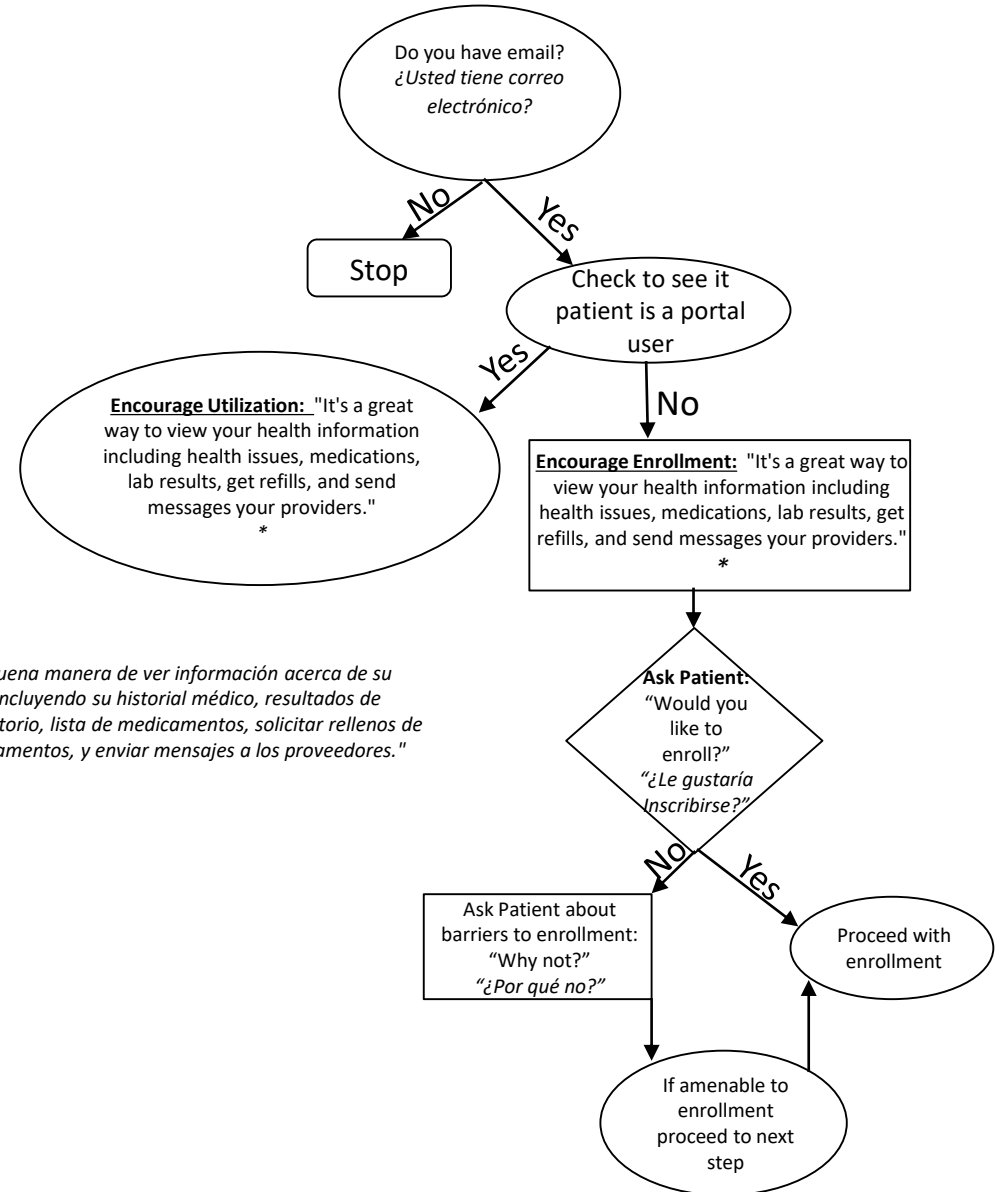 Do you have email?
¿Usted tiene correo
electrónico?
No
Yes
Stop
Check to see it
patient is a portal
user
Yes
No
Encourage Utilization: "It's a great
way to view your health information
including health issues, medications,
lab results, get refills, and send
messages your providers."
*
Encourage Enrollment: "It's a great way to
view your health information including
health issues, medications, lab results, get
refills, and send messages your providers."
*
manera de ver información acerca de su
incluyendo su historial médico, resultados de
lista de medicamentos, solicitar rellenos de
y enviar mensajes a los proveedores."
Ask Patient:
“Would you
like to
enroll?”
“¿Le gustaría
Inscribirse?”
No
Yes
Ask Patient about
barriers to enrollment:
“Why not?”
“¿Por qué no?”
Proceed with
enrollment
If amenable to
enrollment
proceed to next
step